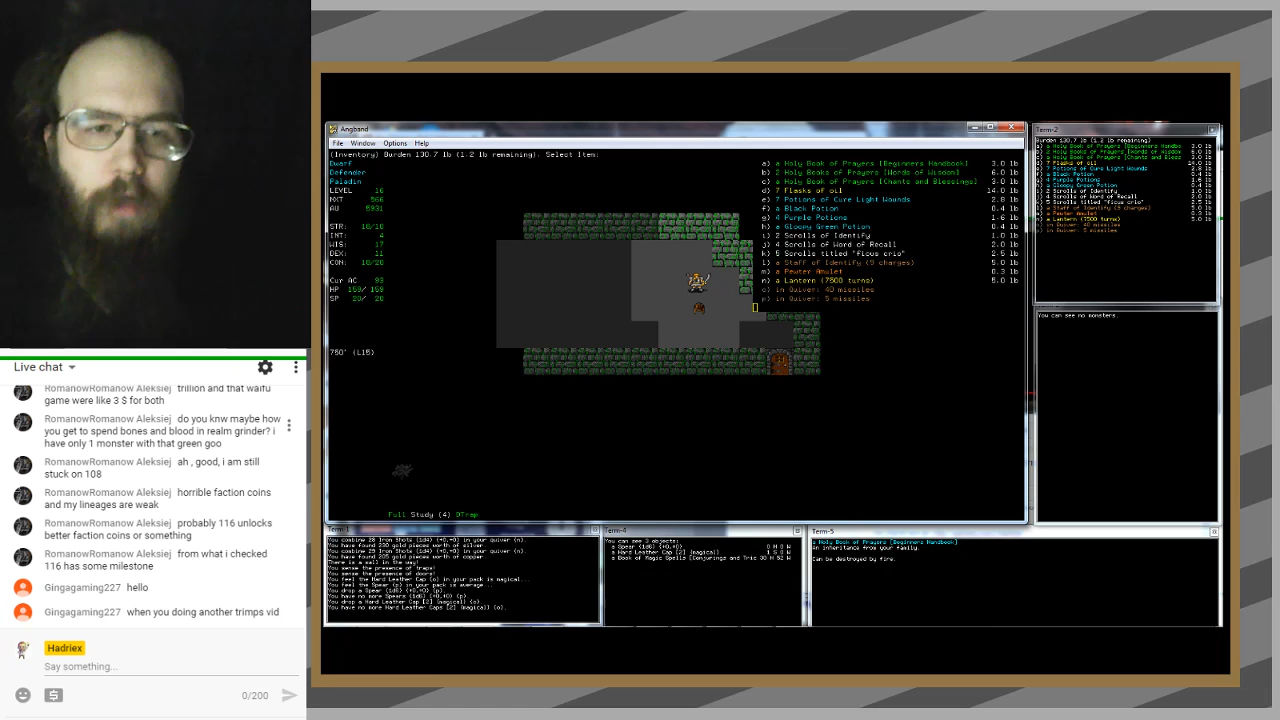 Live chat
RomanowRomanow Aleksiej trillion and that waifu
game were like 3 $ for both
RomanowRomanow Aleksiej do you knw maybe how
you get to spend bones and blood in realm grinder? i
have only 1 monster with that green goo
RomanowRomanow Aleksiej ah , good, i am still
stuck on 108
RomanowRomanow Aleksiej horrible faction coins
and my lineages are weak
RomanowRomanow Aleksiej probably 116 unlocks
better faction coins or something
RomanowRomanow Aleksiej from what i checked
116 has some milestone
Gingagaming227 hello
Gingagaming227 when you doing another trimps vid
Hadriex
Say something...
0/200
Angband
File Window Options Help
(Inventory) Burden 130.7 lb (1.2 lb remaining). Select Item:
Dwarf
Defender
Paladin
LEVEL 16
NXT 566
AU 5931
STR: 18/10
INT: 4
WIS: 17
DEX: 11
CON: 18/20
Cur AC 93
HP 159/ 159
SP 20/ 20
750' (L15)
a) a Holy Book of Prayers [Beginners Handbook] 3.0 lb
b) 2 Holy Books of Prayers [Words of Wisdom] 6.0 lb
c) a Holy Book of Prayers [Chants and Blessings] 3.0 lb
d) 7 Flasks of oil 14.0 lb
e) 7 Potions of Cure Light Wounds 2.8 lb
f) a Black Potion 0.4 lb
g) 4 Purple Potions 1.6 lb
h) a Gloopy Green Potion 0.4 lb
i) 2 Scrolls of Identify 1.0 lb
j) 4 Scrolls of Word of Recall 2.0 lb
k) 5 Scrolls titled "ficus crio" 2.5 lb
l) a Staff of Identify (9 charges) 5.0 lb
m) a Pewter Amulet 0.3 lb
n) a Lantern (7500 turns) 5.0 lb
o) in Quiver: 40 missiles
p) in Quiver: 5 missiles
Full Study (4) DTrap
Term-2
Burden 130.7 lb (1.2 lb remaining)
You can see no monsters.
You have found 205 gold pieces worth of copper.
There is a wall in the way!
You sense the presence of traps!
You sense the presence of doors!
You feel the Hard Leather Cap (o) in your pack is magical...
You feel the Spear (p) in your pack is average...
You drop a Spear (1d6) (+0,+0) (p).
You have no more Spears (1d6) (+0,+0) (p)
You drop a Hard Leather Cap [2] {magical} (o).
You have no more Hard Leather Caps [2] {magical} (o).
Term-4
You can see 3 objects:
a Spear (1d6) (+0,+0)
a Hard Leather Cap [2] {magical}
Term-5
a Holy Book of Prayers [Beginners Handbook]
An inheritance from your family.
Can be destroyed by fire.